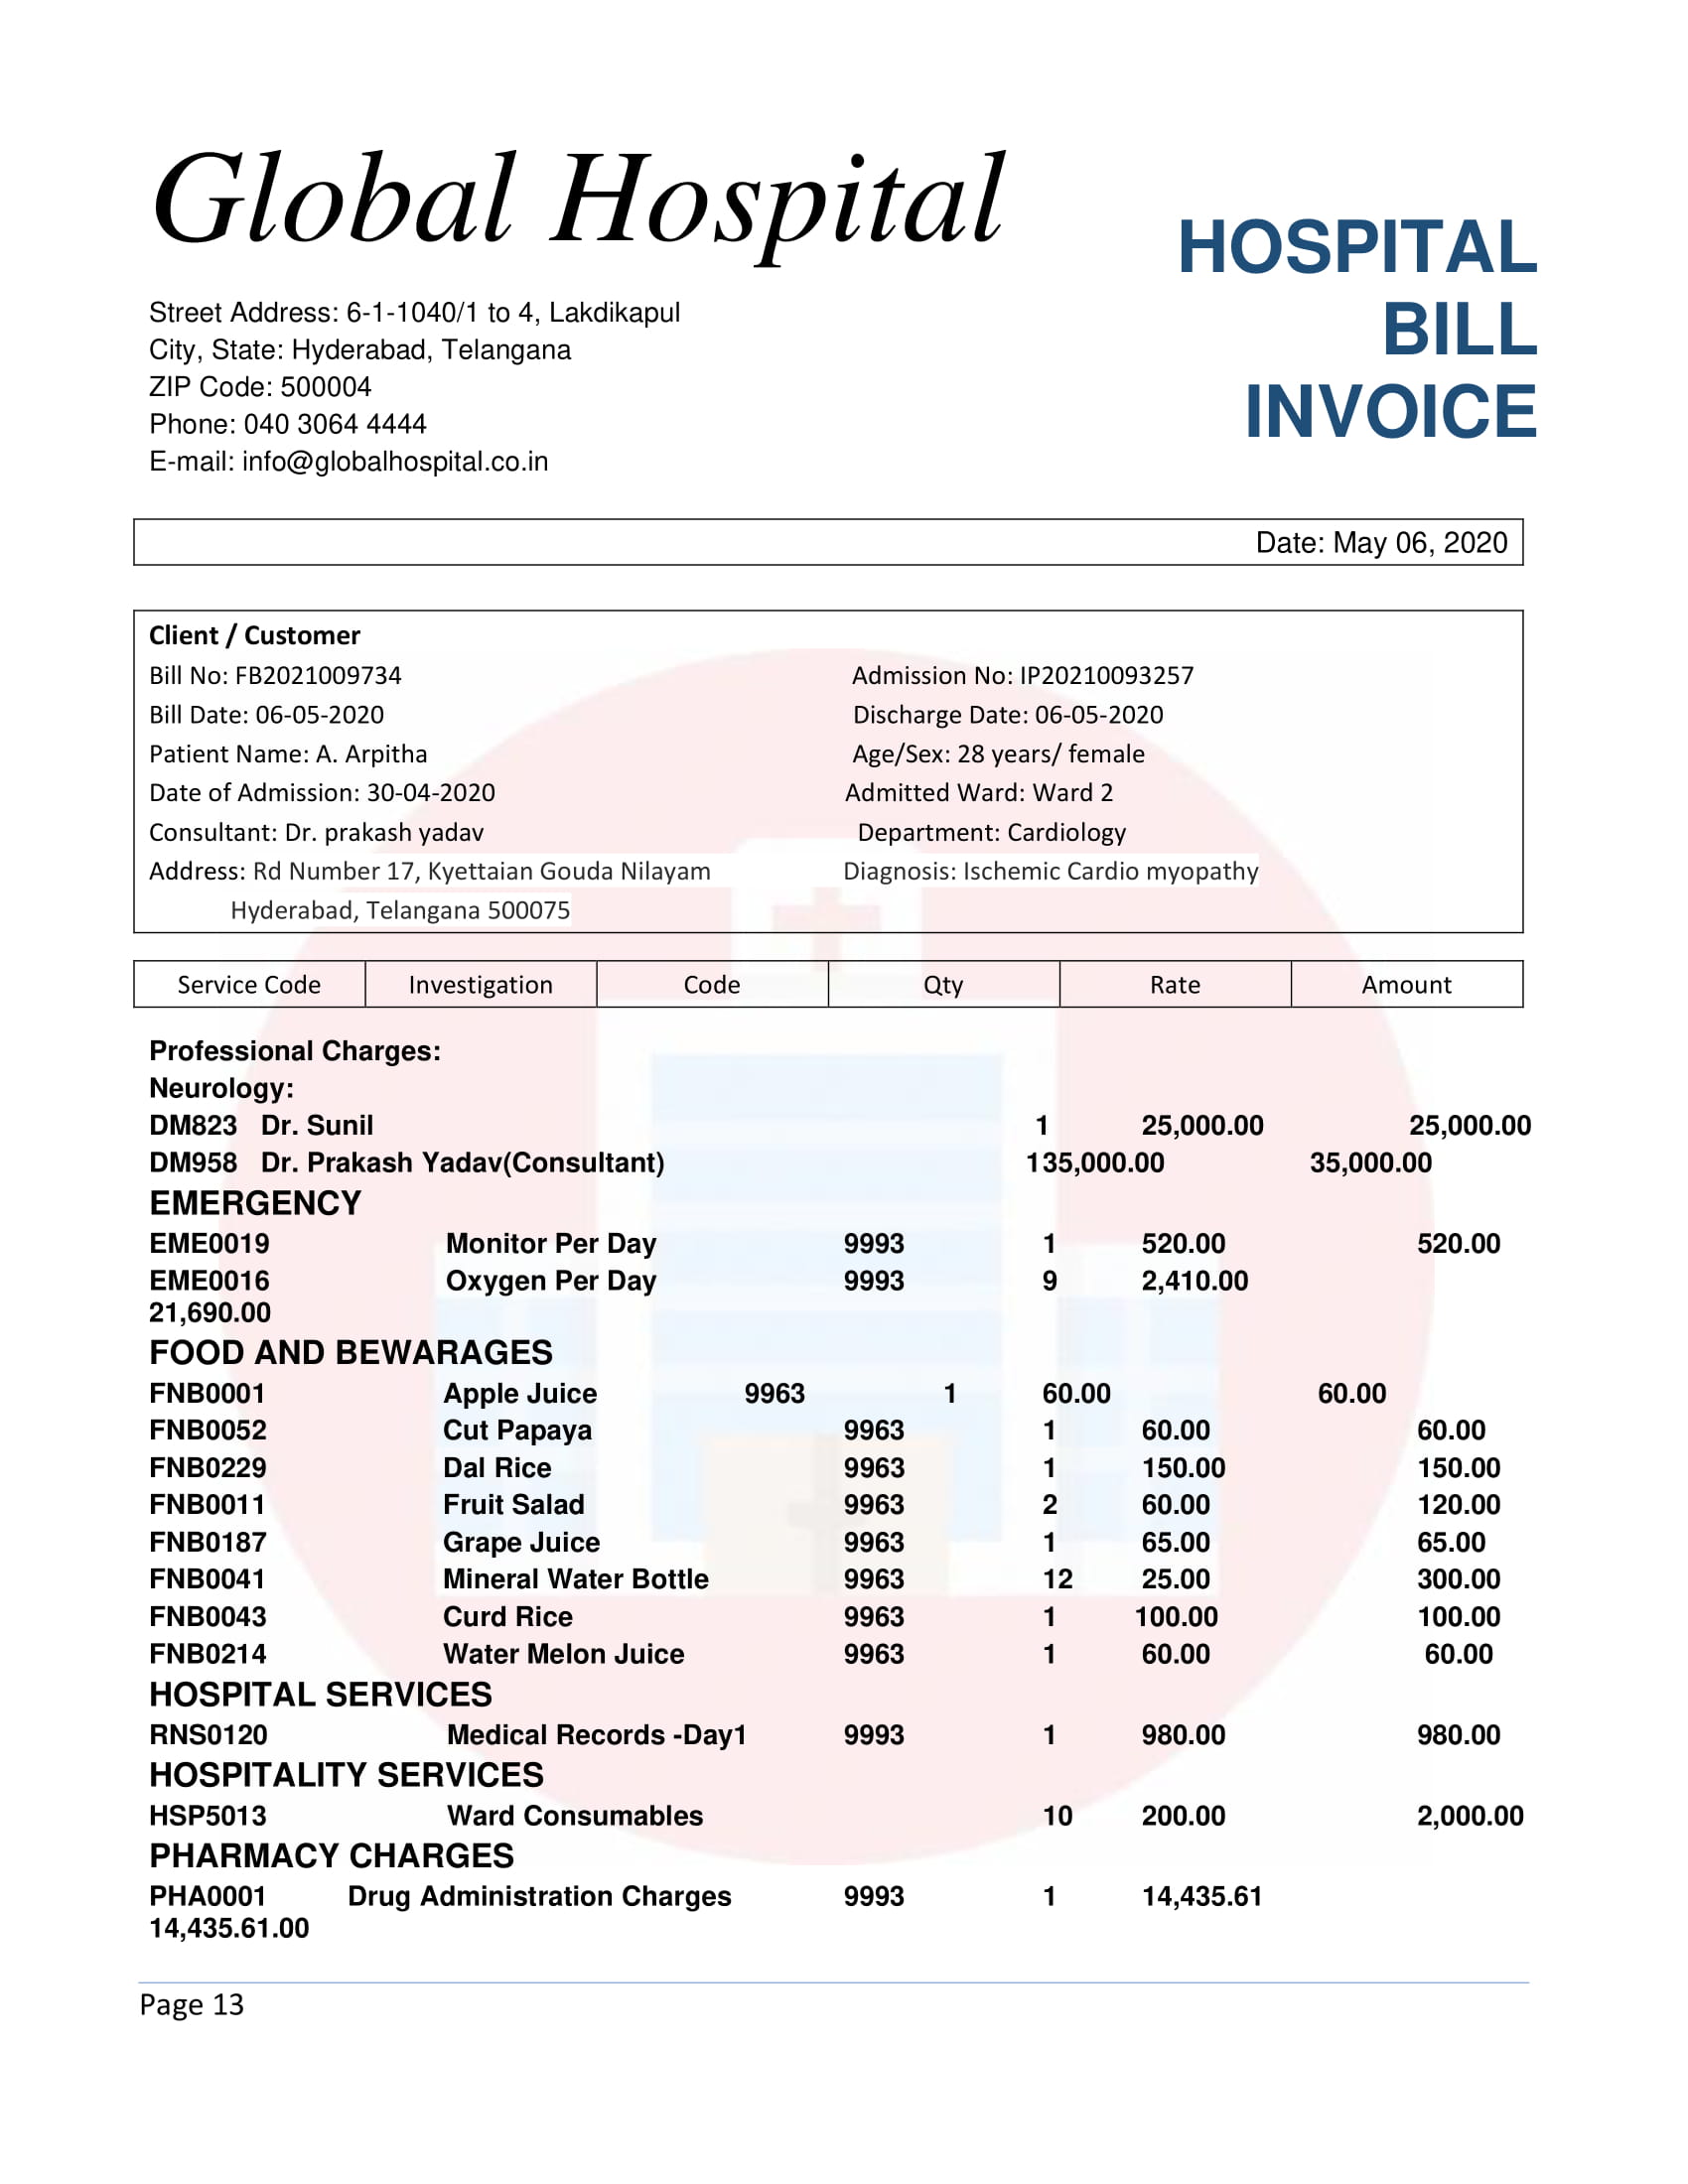 Global Hospital
HOSPITAL
BILL
INVOICE
Street Address: 6-1-1040/1 to 4, Lakdikapul
City, State: Hyderabad, Telangana
ZIP Code: 500004
Phone: 040 3064 4444
E-mail: info@globalhospital.co.in
Date: May 06, 2020
Client / Customer
Bill No: FB2021009734 Admission No: IP20210093257
Bill Date: 06-05-2020 Discharge Date: 06-05-2020
Patient Name: A. Arpitha Age/Sex: 28 years/ female
Date of Admission: 30-04-2020 Admitted Ward: Ward 2
Consultant: Dr. prakash yadav Department: Cardiology
Address: Rd Number 17, Kyettaian Gouda Nilayam Diagnosis: Ischemic Cardio myopathy
Hyderabad, Telangana 500075
Service Code Investigation Code Qty Rate Amount
Professional Charges:
Neurology:
DM823 Dr. Sunil 1 25,000.00 25,000.00
DM958 Dr. Prakash Yadav(Consultant) 135,000.00 35,000.00
EMERGENCY
EME0019 Monitor Per Day 9993 1 520.00 520.00
EME0016 Oxygen Per Day 9993 9 2,410.00
21,690.00
FOOD AND BEWARAGES
FNB0001 Apple Juice 9963 1 60.00 60.00
FNB0052 Cut Papaya 9963 1 60.00 60.00
FNB0229 Dal Rice 9963 1 150.00 150.00
FNB0011 Fruit Salad 9963 2 60.00 120.00
FNB0187 Grape Juice 9963 1 65.00 65.00
FNB0041 Mineral Water Bottle 9963 12 25.00 300.00
FNB0043 Curd Rice 9963 1 100.00 100.00
FNB0214 Water Melon Juice 9963 1 60.00 60.00
HOSPITAL SERVICES
RNS0120 Medical Records -Day1 9993 1 980.00 980.00
HOSPITALITY SERVICES
HSP5013 Ward Consumables 10 200.00 2,000.00
PHARMACY CHARGES
PHA0001 Drug Administration Charges 9993 1 14,435.61
14,435.61.00
Page 13